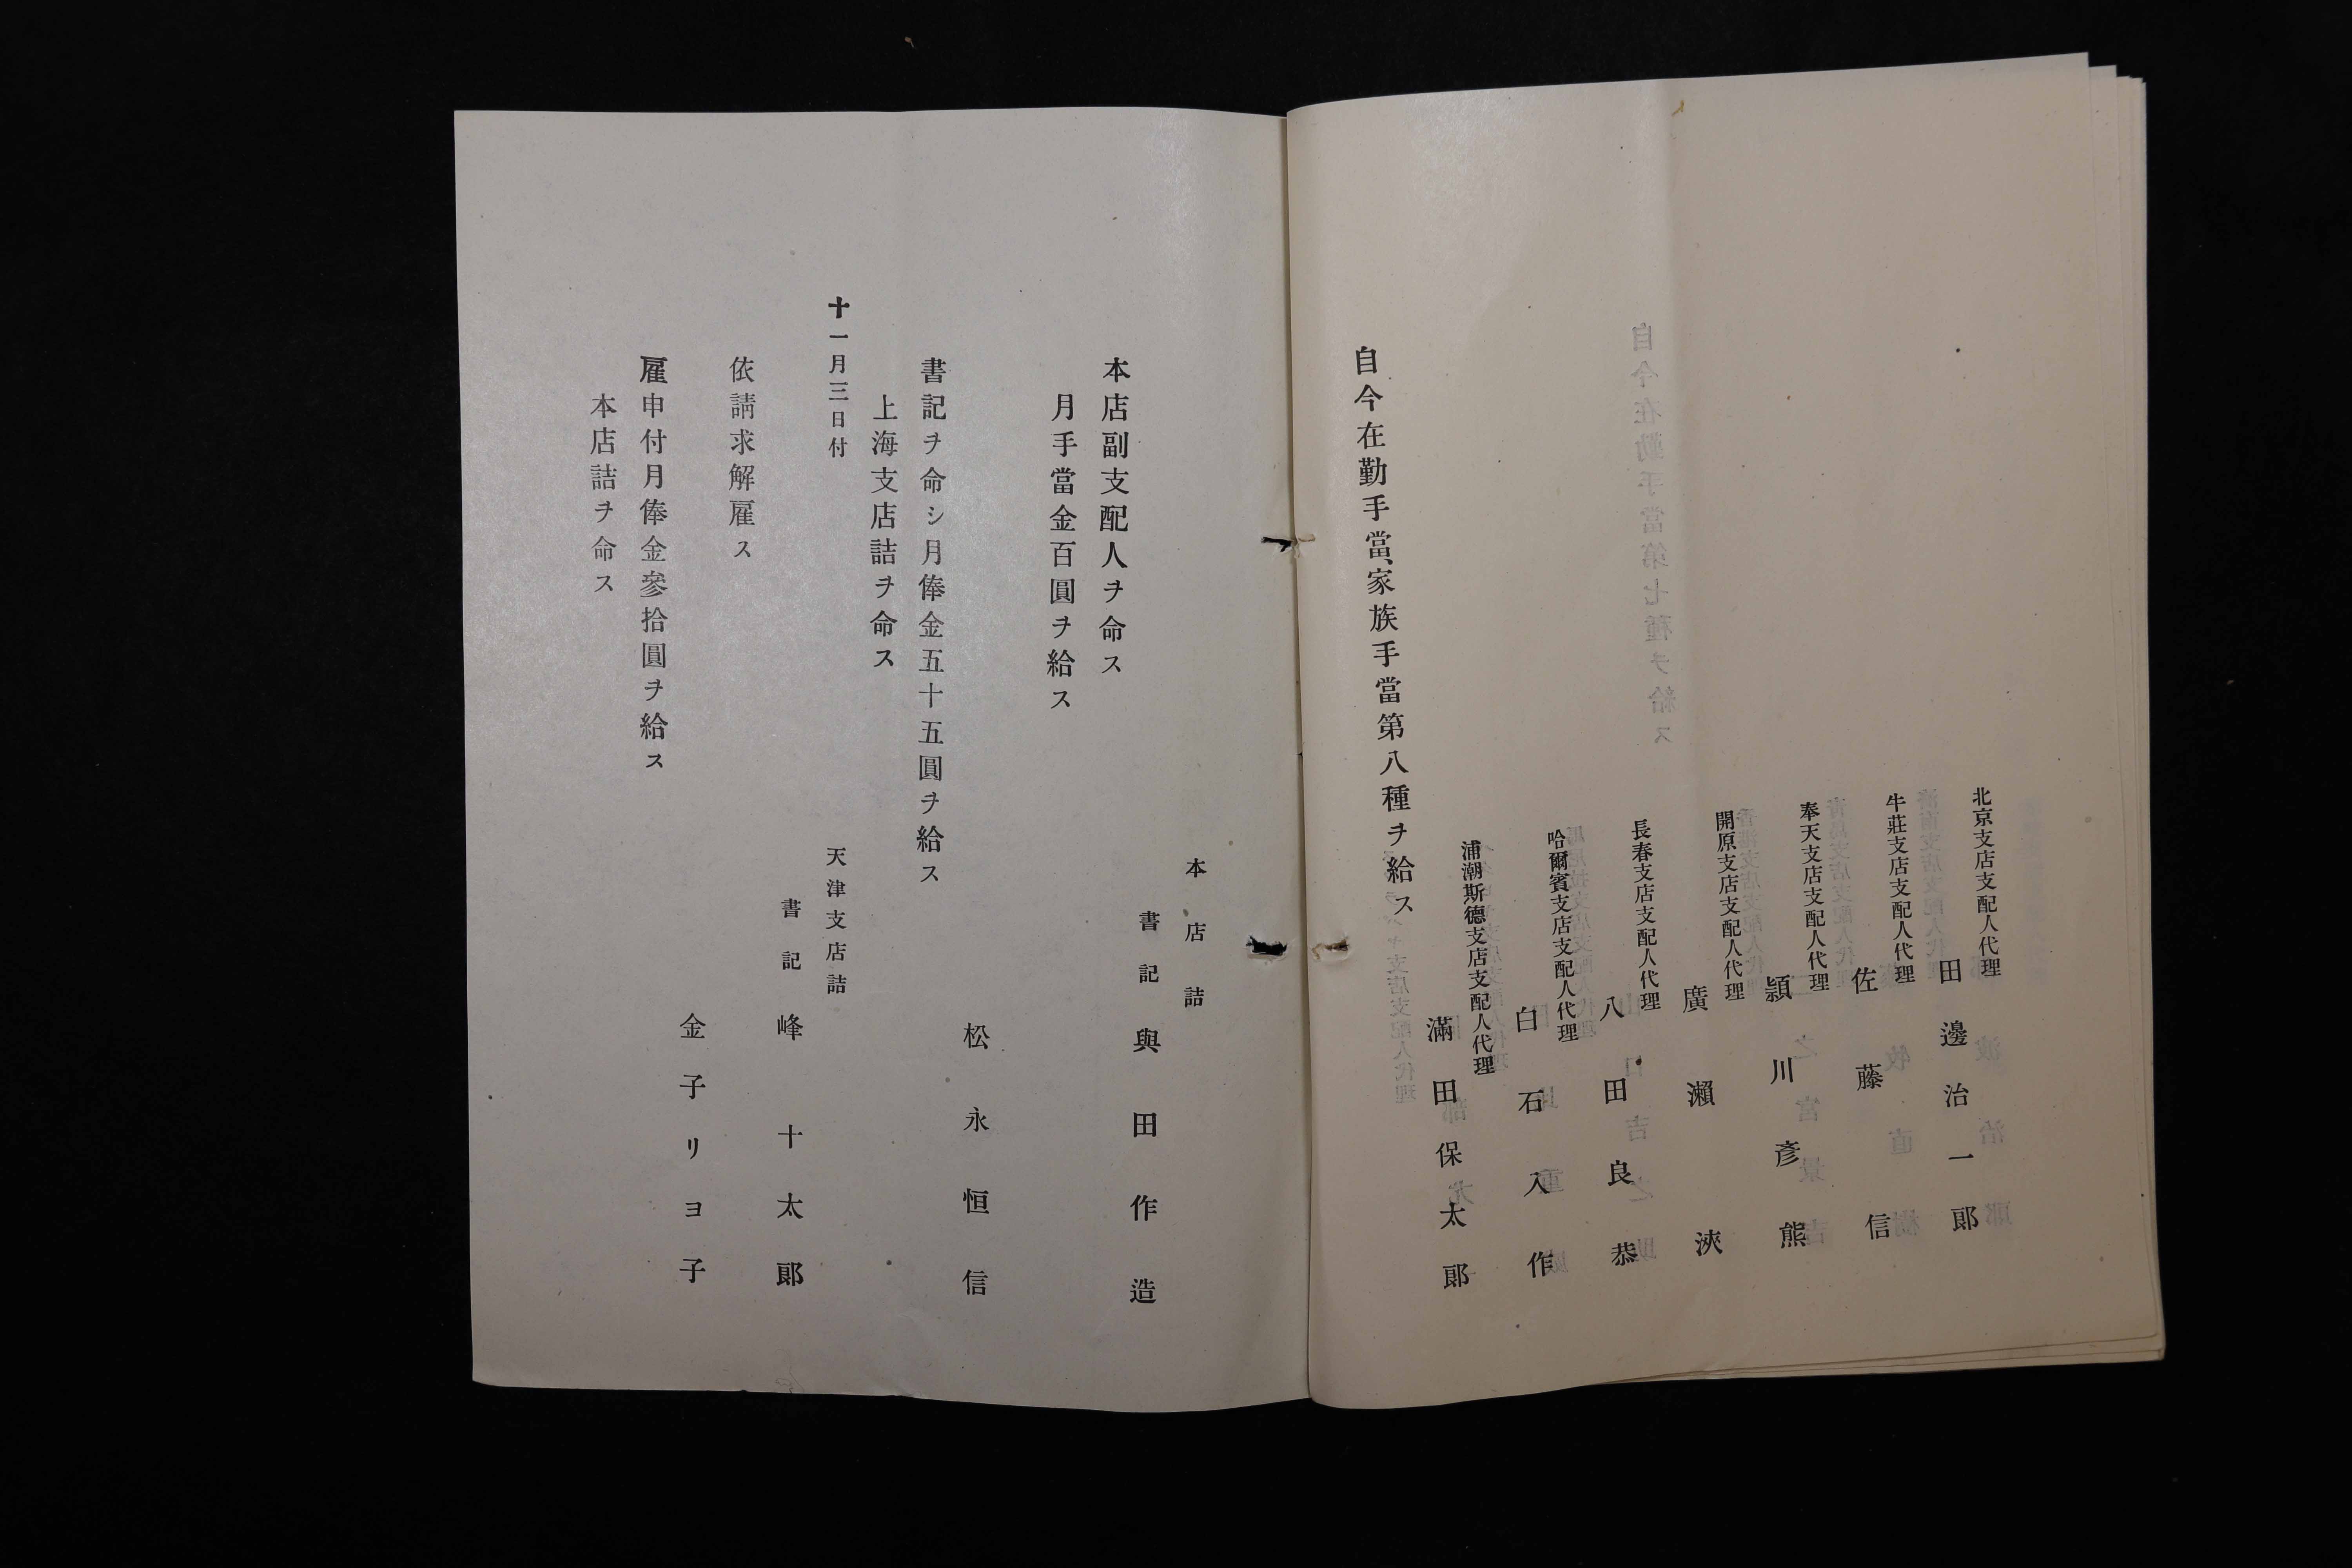 北京支店支配人代理
田邊治一郞
牛莊支店支配人代理
佐藤信
奉天支店支配人代理
頴川彥熊
開原支店支配人代理
廣瀨浹
長春支店支配人代理
八田良恭
哈爾賓支店支配人代理
白石入作
浦潮斯德支店支配人代理
滿田保太郞
自今在勤手當、家族手當第八種ヲ給ス
本店詰
書記 與田作造
本店副支配人ヲ命ス
月手當金百圓ヲ給ス
松永恒信
書記ヲ命シ月俸金五十五圓ヲ給ス
上海支店詰ヲ命ス
十一月三日付
天津支店詰
書記 峰十太郞
依請求解雇ス
金子リヨ子
雇申付月俸金參拾圓ヲ給ス
本店詰ヲ命ス